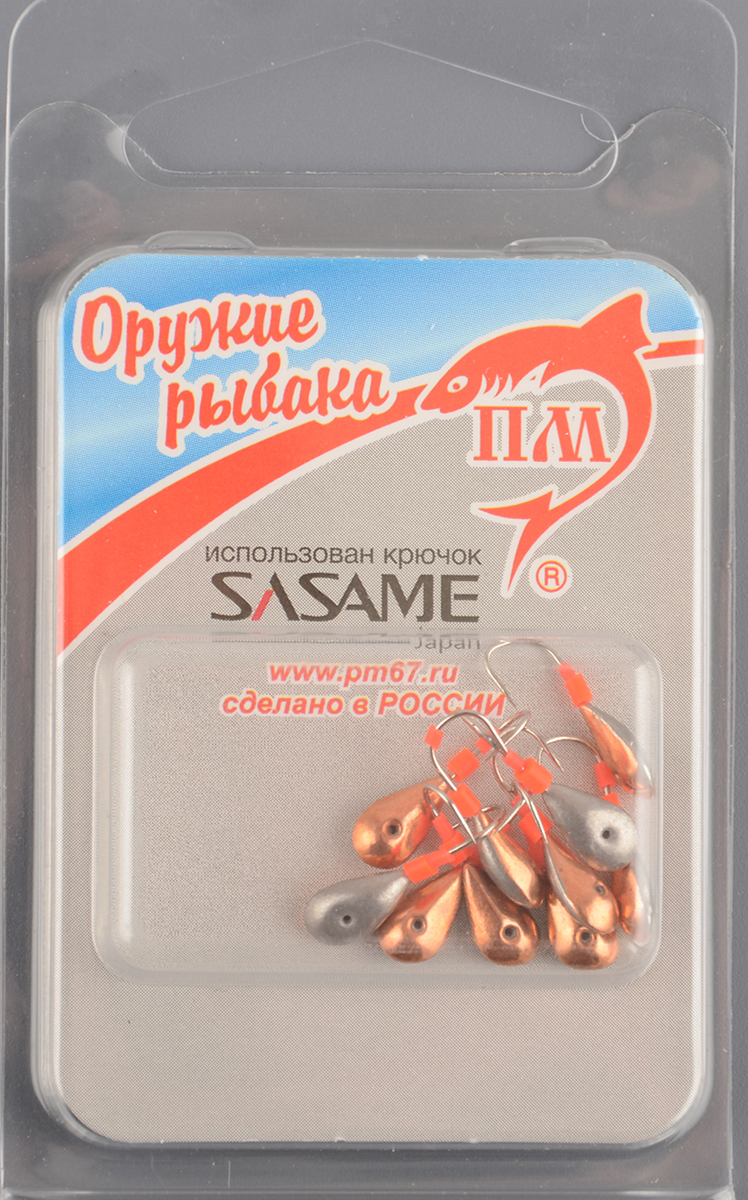 Оружие
рыбака
ПМ
®
использован крючок
SASAME
Japan
www.pm67.ru
сделано в РОССИИ